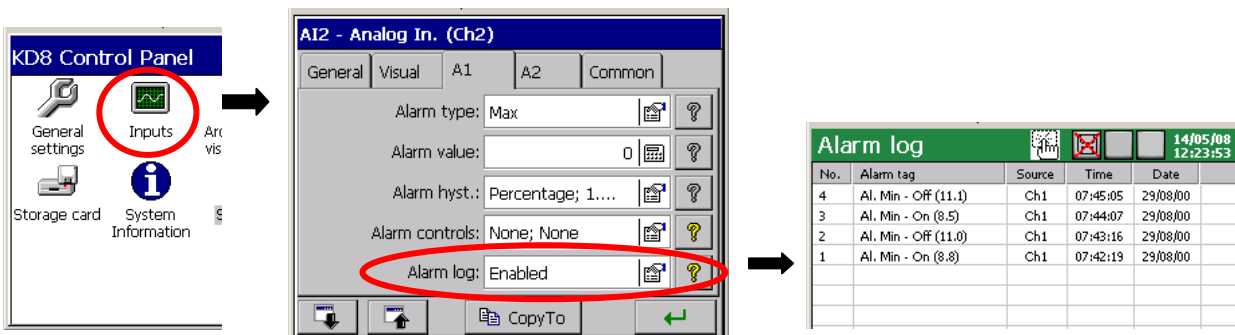 KD8 Control Panel
General settings
Inputs
Arc
vis
Storage card
System Information
S
AI2 - Analog In. (Ch2)
General Visual A1 A2 Common
Alarm type: Max
Alarm value: 0
Alarm hyst.: Percentage; 1....
Alarm controls: None; None
Alarm log: Enabled
CopyTo
Alarm log 14/05/08
12:23:53
No. Alarm tag Source Time Date
4 Al. Min - Off (11.1) Ch1 07:45:05 29/08/00
3 Al. Min - On (8.5) Ch1 07:44:07 29/08/00
2 Al. Min - Off (11.0) Ch1 07:43:16 29/08/00
1 Al. Min - On (8.8) Ch1 07:42:19 29/08/00